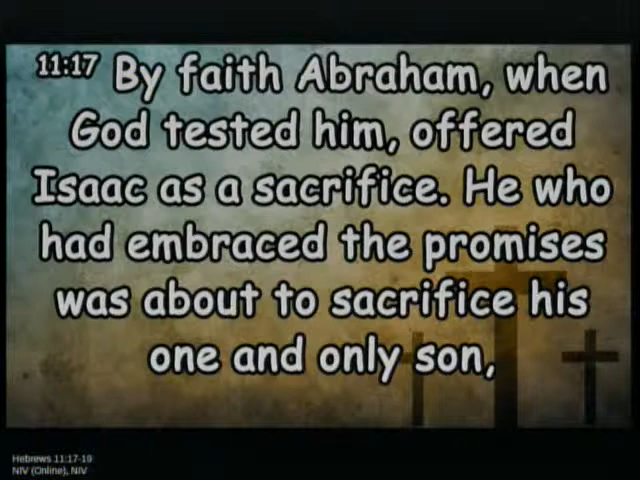 11:17 By faith Abraham, when
God tested him, offered
Isaac as a sacrifice. He who
had embraced the promises
was about to sacrifice his
one and only son,
Hebrews 11:17-19
NIV (Online), NIV